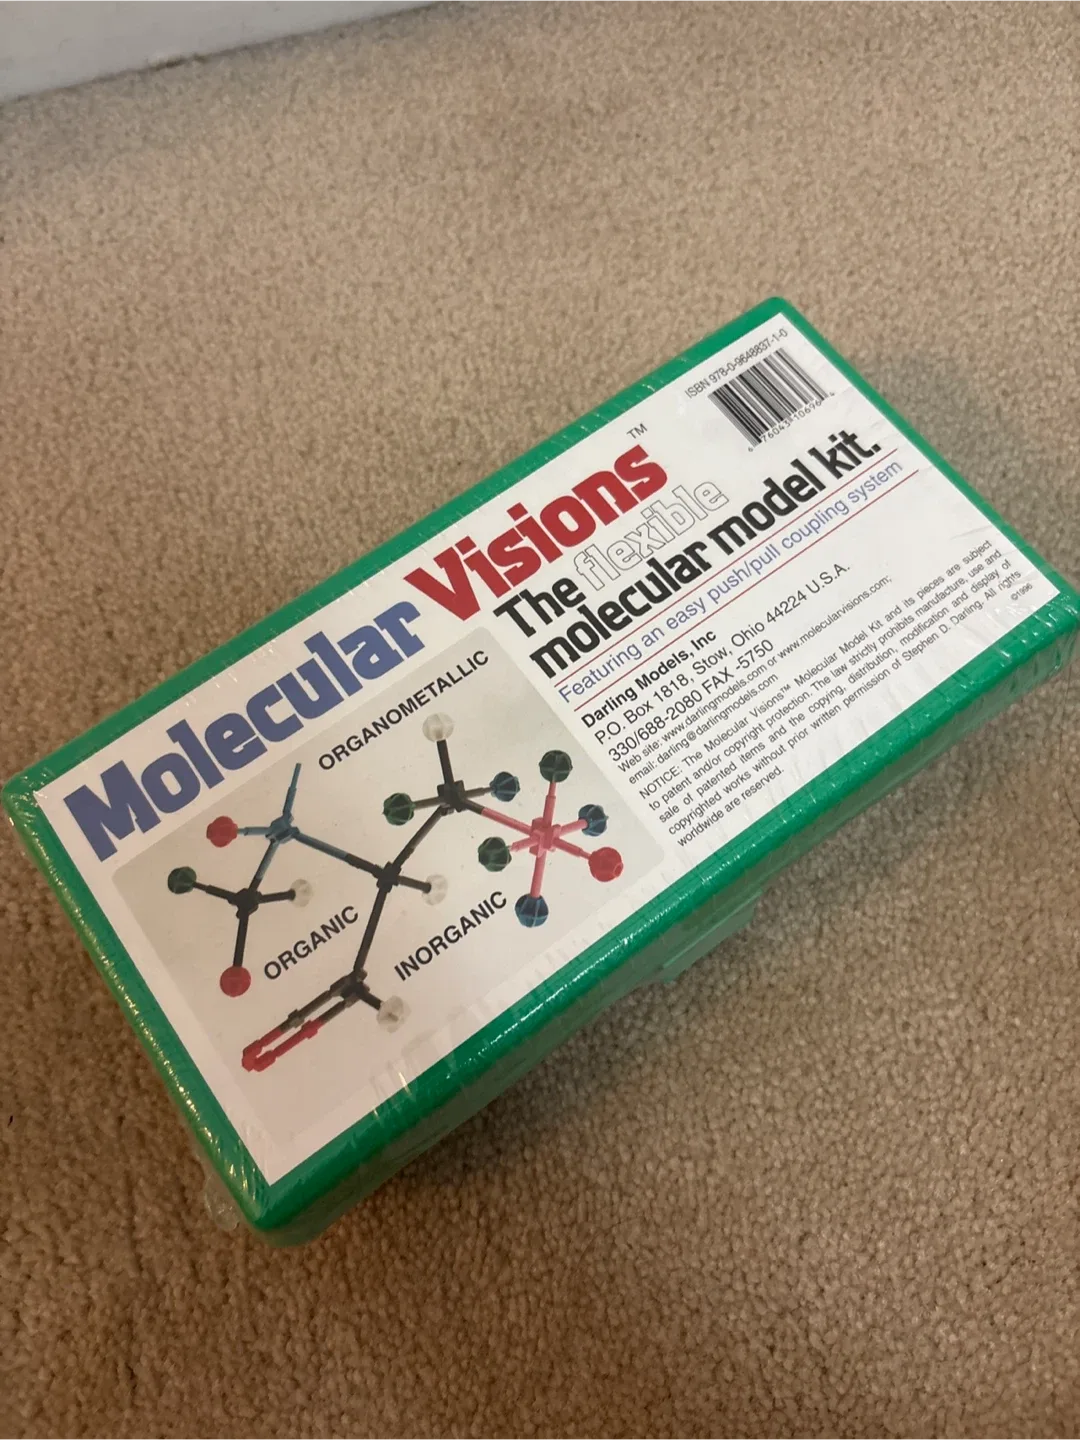 ISBN 978-0-9648837-1-0
Molecular Visions™
The flexible
molecular model kit.
Featuring an easy push/pull coupling system
ORGANOMETALLIC
ORGANIC
INORGANIC
Darling Models, Inc
P.O. Box 1818, Stow, Ohio 44224 U.S.A.
330/688-2080 FAX -5750
Web site: www.darlingmodels.com or www.molecularvisions.com;
email: darling@darlingmodels.com
NOTICE: The Molecular Visions™ Molecular Model Kit and its pieces are subject
to patent and/or copyright protection. The law strictly prohibits manufacture, use and
sale of patented items and the copying, distribution, modification and display of
copyrighted works without prior written permission of Stephen D. Darling. All rights
worldwide are reserved.
©1996